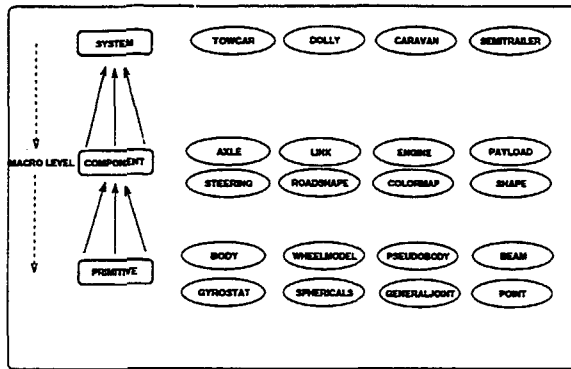 SYSTEM TOWCAR DOLLY CARAVAN SEMITRAILER
AXLE LINK ENGINE PAYLOAD
MACRO LEVEL COMPONENT
STEERING ROADSHAPE COLORMAP SHAPE
BODY WHEELMODEL PSEUDOBODY BEAM
PRIMITIVE
GYROSTAT SPHERICALS GENERALJOINT POINT